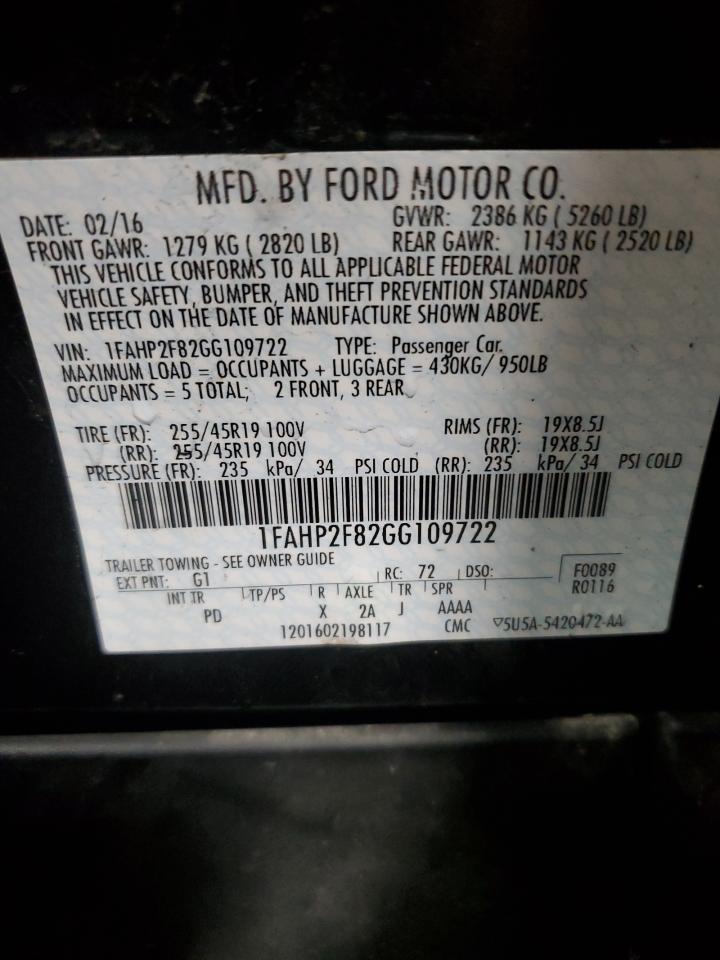 MFD. BY FORD MOTOR CO.
DATE: 02/16 GVWR: 2386 KG ( 5260 LB)
FRONT GAWR: 1279 KG ( 2820 LB) REAR GAWR: 1143 KG ( 2520 LB)
THIS VEHICLE CONFORMS TO ALL APPLICABLE FEDERAL MOTOR
VEHICLE SAFETY, BUMPER, AND THEFT PREVENTION STANDARDS
IN EFFECT ON THE DATE OF MANUFACTURE SHOWN ABOVE.
VIN: 1FAHP2F82GG109722 TYPE: Passenger Car.
MAXIMUM LOAD = OCCUPANTS + LUGGAGE = 430KG/ 950LB
OCCUPANTS = 5 TOTAL; 2 FRONT, 3 REAR
TIRE (FR): 255/45R19 100V RIMS (FR): 19X8.5J
(RR): 255/45R19 100V (RR): 19X8.5J
PRESSURE (FR): 235 kPa/ 34 PSI COLD (RR): 235 kPa/ 34 PSI COLD
1FAHP2F82GG109722
TRAILER TOWING - SEE OWNER GUIDE
EXT PNT: G1 RC: 72 DSO: F0089
R0116
INT TR TP/PS R AXLE TR SPR
PD X 2A J AAAA
1201602198117 CMC ▽5U5A-5420472-AA